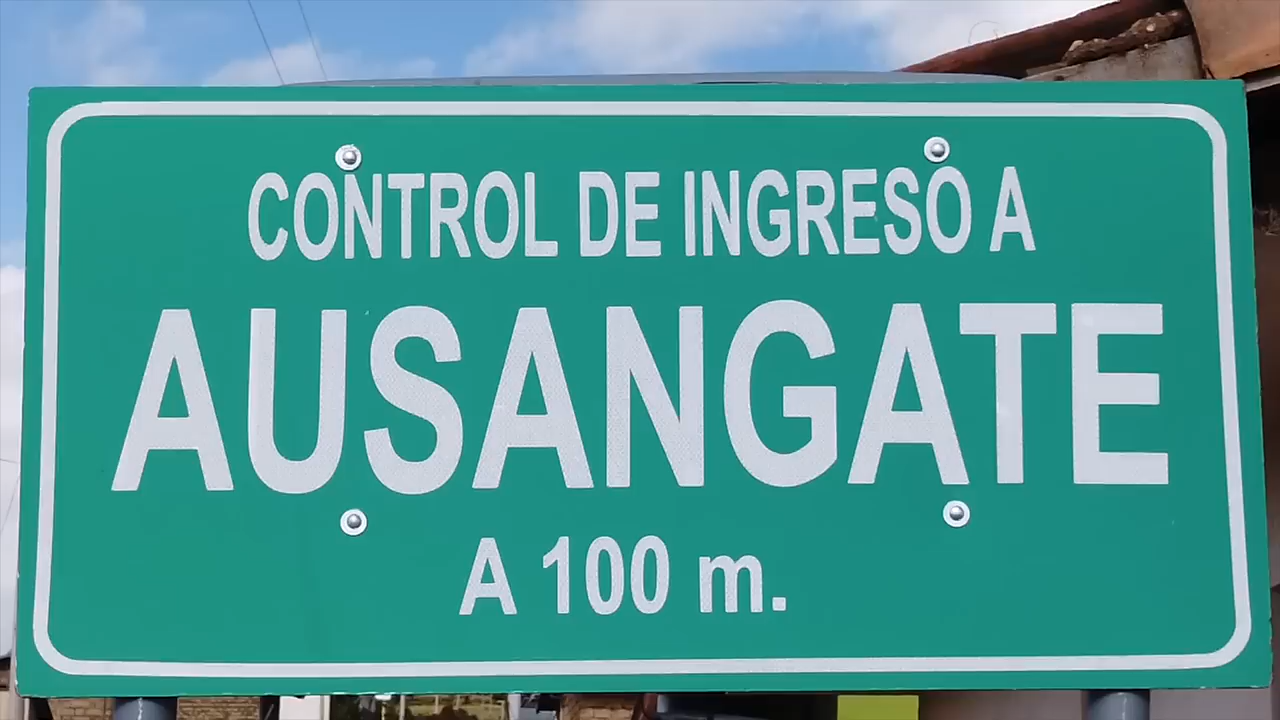 CONTROL DE INGRESO A
AUSANGATE
A 100 m.